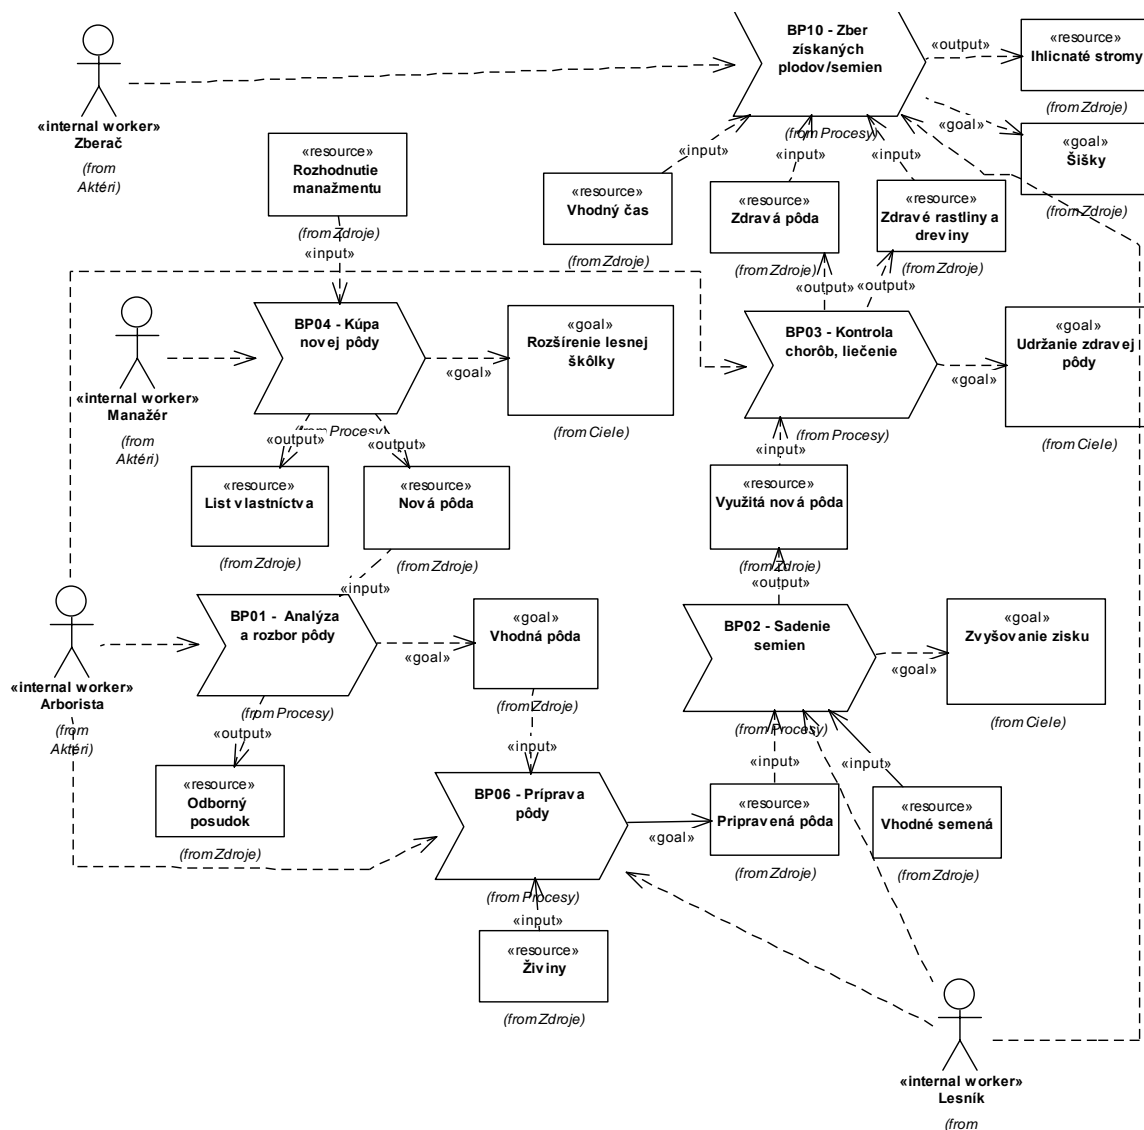 BP10 - Zber
získaných
plodov/semien
(from Procesy)
«output»
«resource»
Ihlicnaté stromy
(from Zdroje)
«goal»
«goal»
Šišky
(from Zdroje)
«internal worker»
Zberač
(from
Aktéri)
«resource»
Rozhodnutie
manažmentu
(from Zdroje)
«input»
«input»
«input»
«input»
«resource»
Vhodný čas
(from Zdroje)
«resource»
Zdravá pôda
(from Zdroje)
«resource»
Zdravé rastliny a
dreviny
(from Zdroje)
«output»
«output»
«internal worker»
Manažér
(from
Aktéri)
BP04 - Kúpa
novej pôdy
(from Procesy)
«goal»
«goal»
Rozšírenie lesnej
škôlky
(from Ciele)
BP03 - Kontrola
chorôb, liečenie
(from Procesy)
«goal»
«goal»
Udržanie zdravej
pôdy
(from Ciele)
«output»
«output»
«input»
«resource»
List vlastníctva
(from Zdroje)
«resource»
Nová pôda
(from Zdroje)
«resource»
Využitá nová pôda
(from Zdroje)
«input»
«output»
«internal worker»
Arborista
(from
Aktéri)
BP01 - Analýza
a rozbor pôdy
(from Procesy)
«goal»
«goal»
Vhodná pôda
(from Zdroje)
BP02 - Sadenie
semien
(from Procesy)
«goal»
«goal»
Zvyšovanie zisku
(from Ciele)
«output»
«input»
«input»
«input»
«resource»
Odborný
posudok
(from Zdroje)
BP06 - Príprava
pôdy
(from Procesy)
«goal»
«resource»
Pripravená pôda
(from Zdroje)
«resource»
Vhodné semená
(from Zdroje)
«input»
«resource»
Živiny
(from Zdroje)
«internal worker»
Lesník
(from